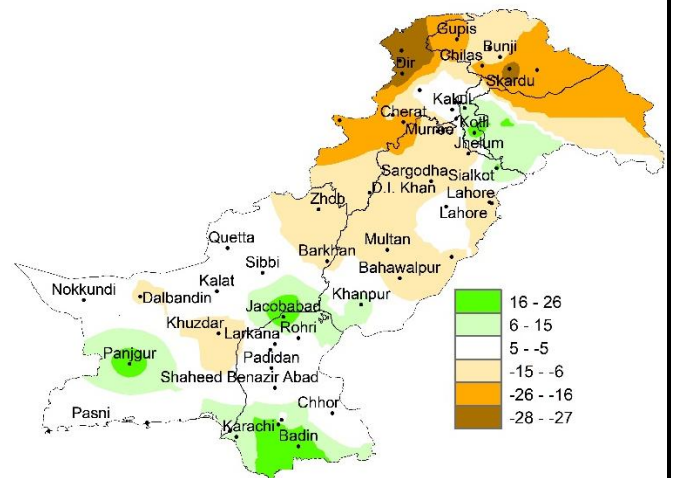 Gupis
Bunji
Chilas
Dir
Skardu
Kakul
Cherat
Kotli
Murree
Jhelum
Sargodha
Sialkot
D.I. Khan
Lahore
Zhob
Lahore
Quetta
Multan
Barkhan
Sibbi
Bahawalpur
Nokkundi
Kalat
Dalbandin
Khanpur
Jacobabad
Khuzdar
Rohri
Larkana
Panjgur
Padidan
Shaheed Benazir Abad
Chhor
Pasni
Karachi
Badin
16 - 26
6 - 15
5 - -5
-15 - -6
-26 - -16
-28 - -27